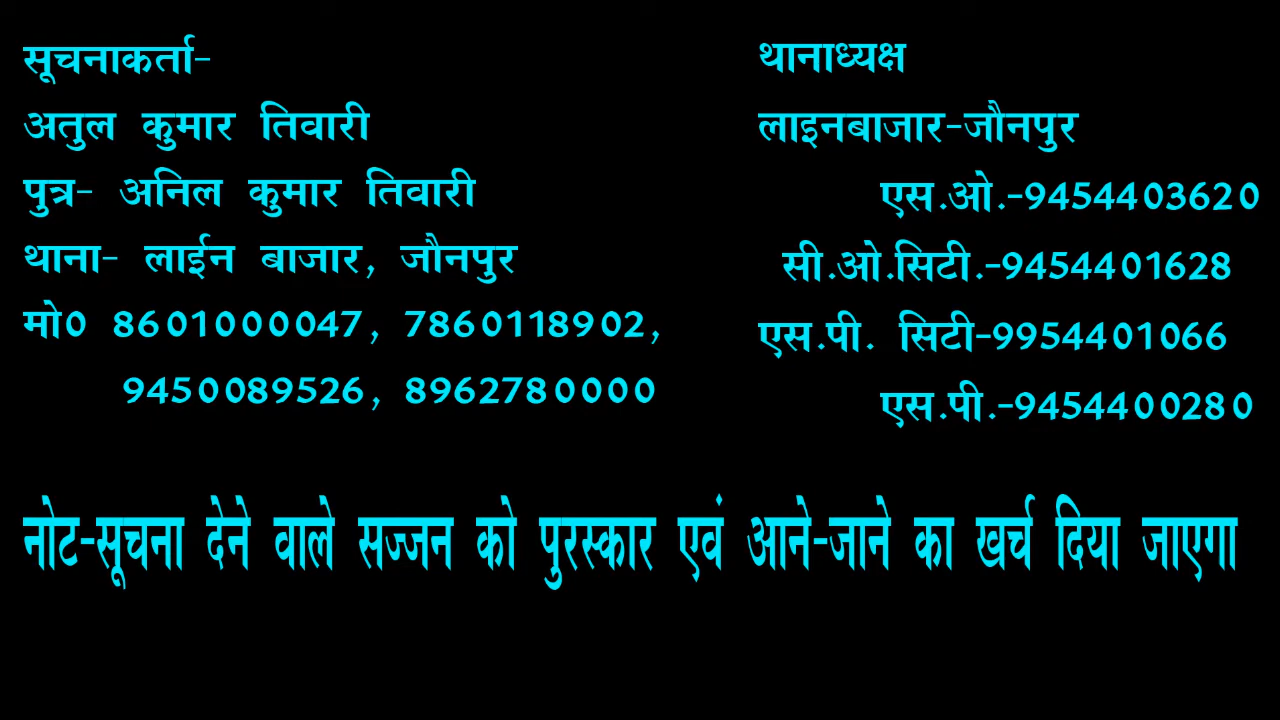 सूचनाकर्ता-
अतुल कुमार तिवारी
पुत्र- अनिल कुमार तिवारी
थाना- लाईन बाजार, जौनपुर
मो0 8601000047, 7860118902,
9450089526, 8962780000
थानाध्यक्ष
लाइनबाजार-जौनपुर
एस.ओ.-9454403620
सी.ओ.सिटी.-9454401628
एस.पी. सिटी-9954401066
एस.पी.-9454400280
नोट-सूचना देने वाले सज्जन को पुरस्कार एवं आने-जाने का खर्च दिया जाएगा